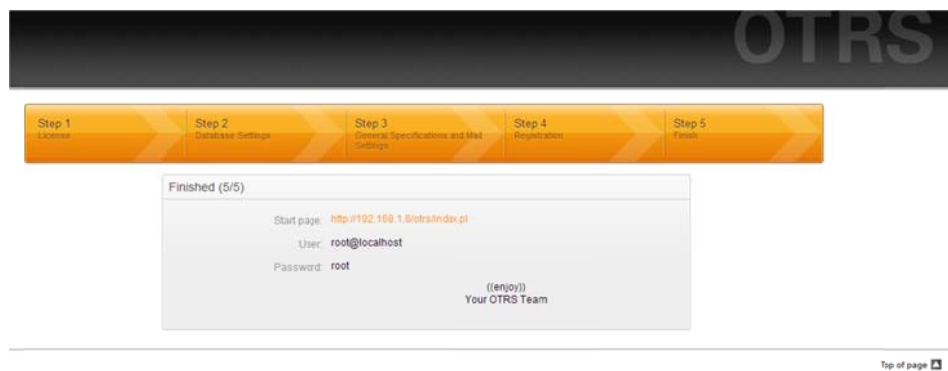 OTRS
Step 1
License
Step 2
Database Settings
Step 3
General Specifications and Mail
Settings
Step 4
Registration
Step 5
Finish
Finished (5/5)
Start page: http://192.168.1.6/otrs/index.pl
User: root@localhost
Password: root
((enjoy))
Your OTRS Team
Top of page